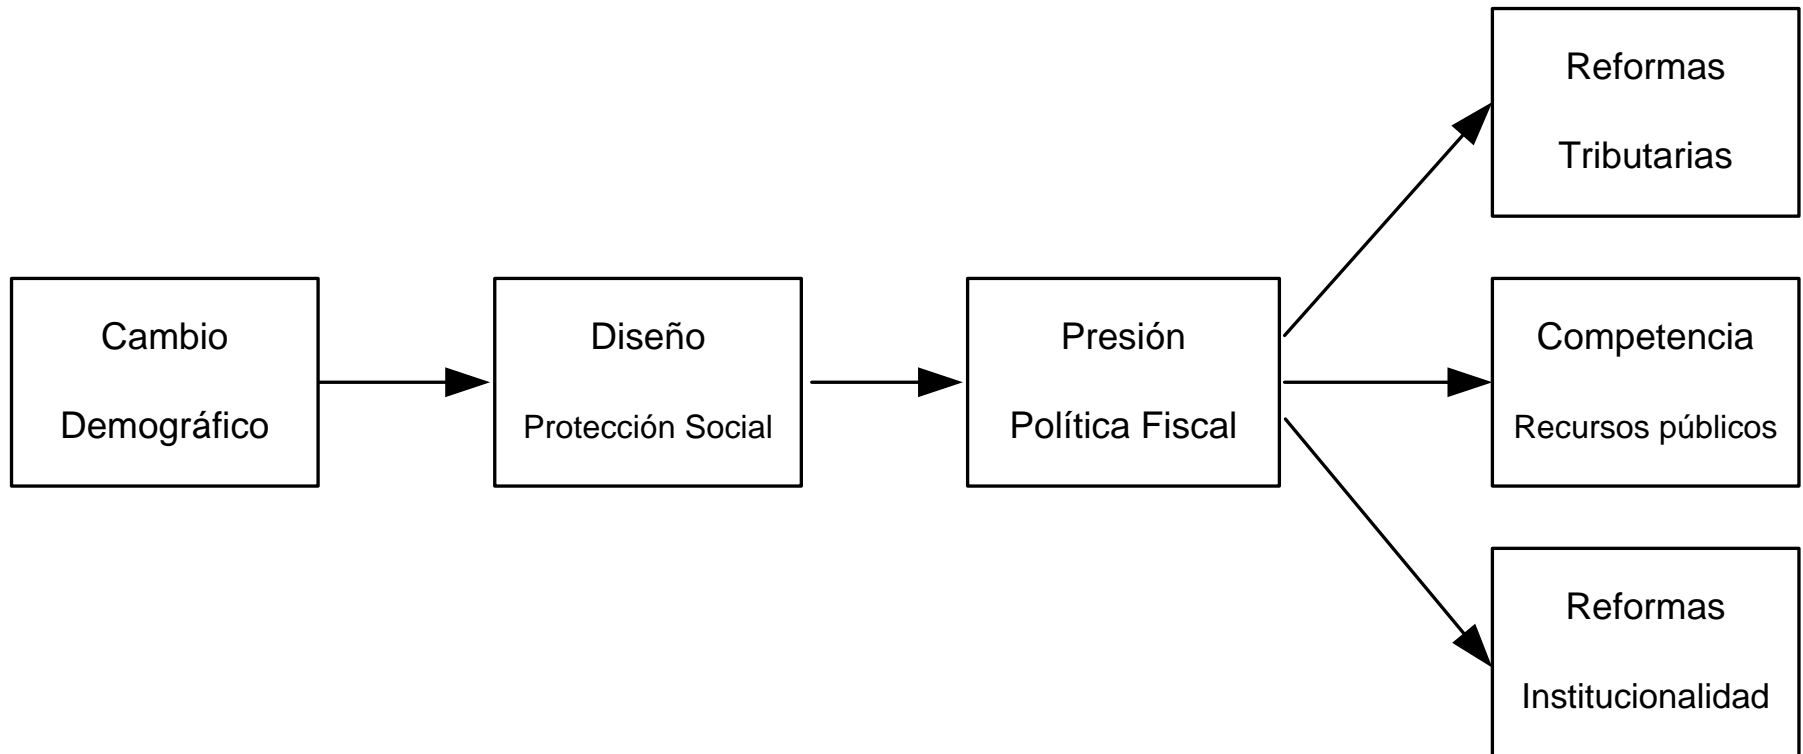 Reformas
Tributarias
Cambio
Demográfico
Diseño
Protección Social
Presión
Política Fiscal
Competencia
Recursos públicos
Reformas
Institucionalidad